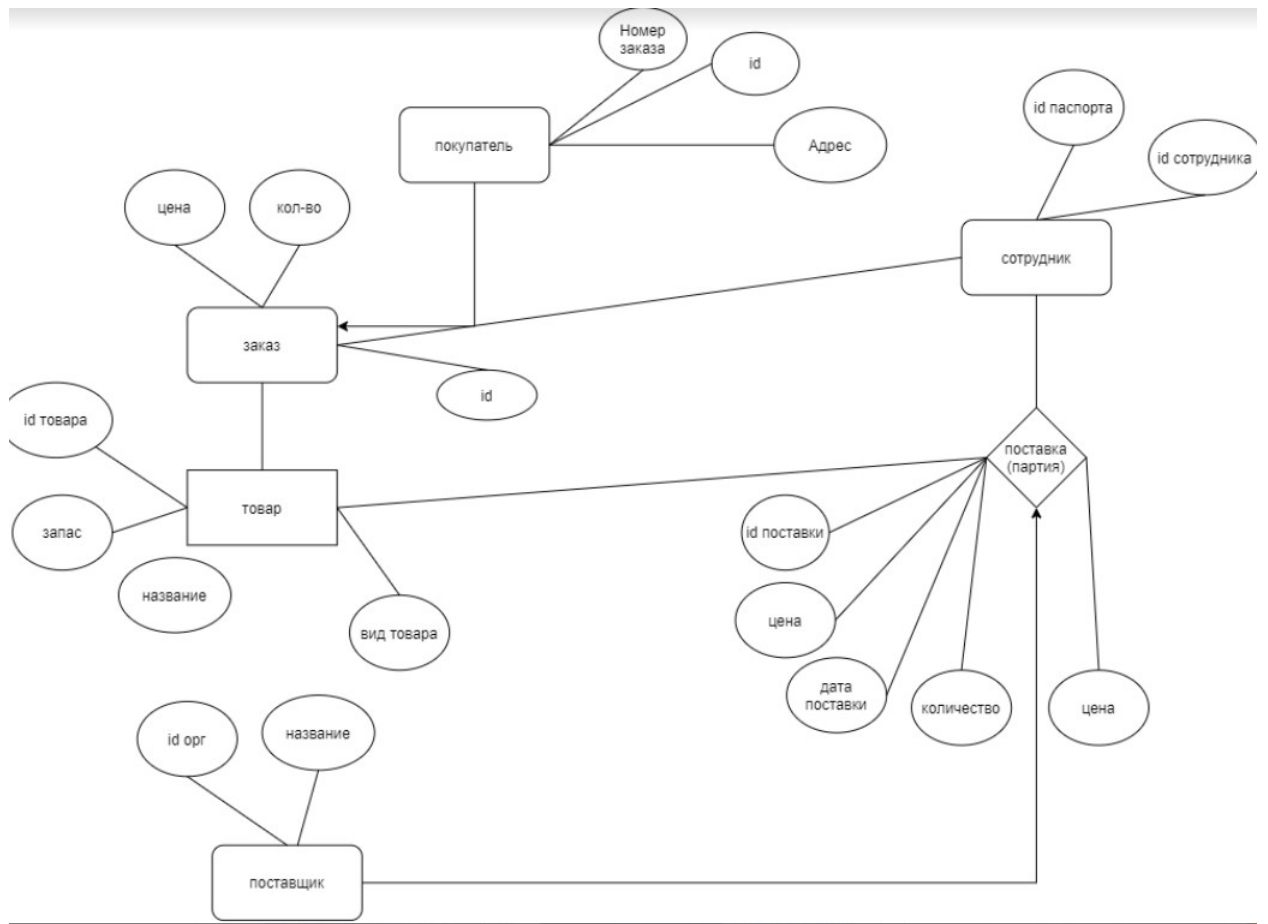 Номер
заказа
id
Адрес
покупатель
id паспорта
id сотрудника
цена
кол-во
сотрудник
заказ
id
id товара
поставка
(партия)
товар
запас
id поставки
название
цена
вид товара
дата
поставки
количество
цена
id орг
название
поставщик